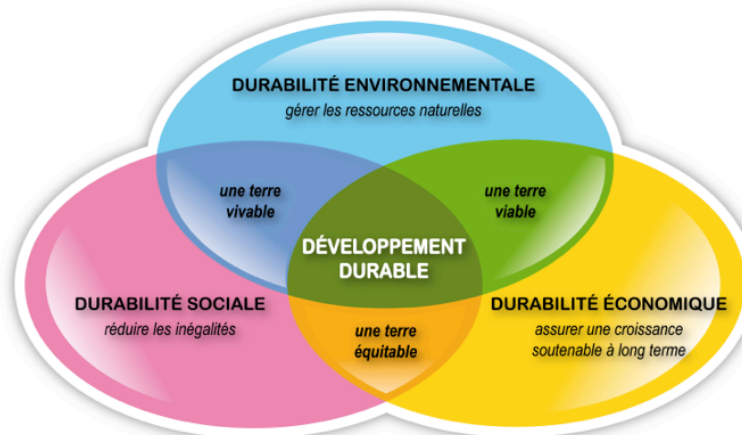 DURABILITÉ ENVIRONNEMENTALE
gérer les ressources naturelles
une terre
vivable
une terre
viable
DÉVELOPPEMENT
DURABLE
DURABILITÉ SOCIALE
réduire les inégalités
DURABILITÉ ÉCONOMIQUE
assurer une croissance
soutenable à long terme
une terre
équitable